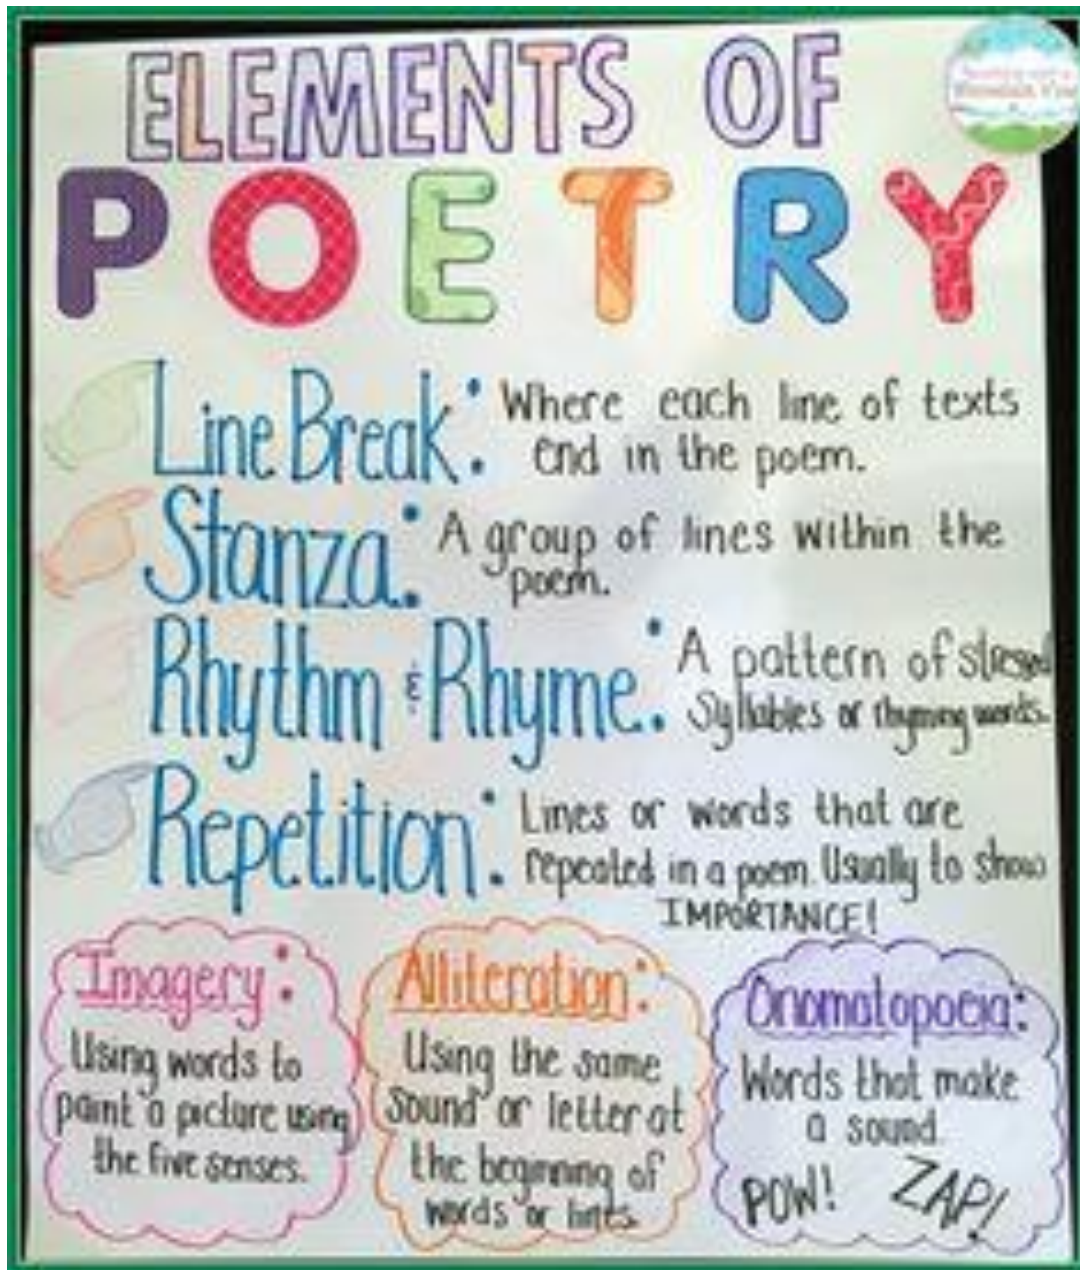 ELEMENTS OF
POETRY
Line Break: Where each line of texts
end in the poem.
Stanza: A group of lines within the
poem.
Rhythm & Rhyme: A pattern of stressed
Syllables or rhyming words.
Repetition: Lines or words that are
repeated in a poem. Usually to show
IMPORTANCE!
Imagery:
Using words to
paint a picture using
the five senses.
Alliteration:
Using the same
sound or letter at
the beginning of
words or lines.
Onomatopoeia:
Words that make
a sound.
POW! ZAP!